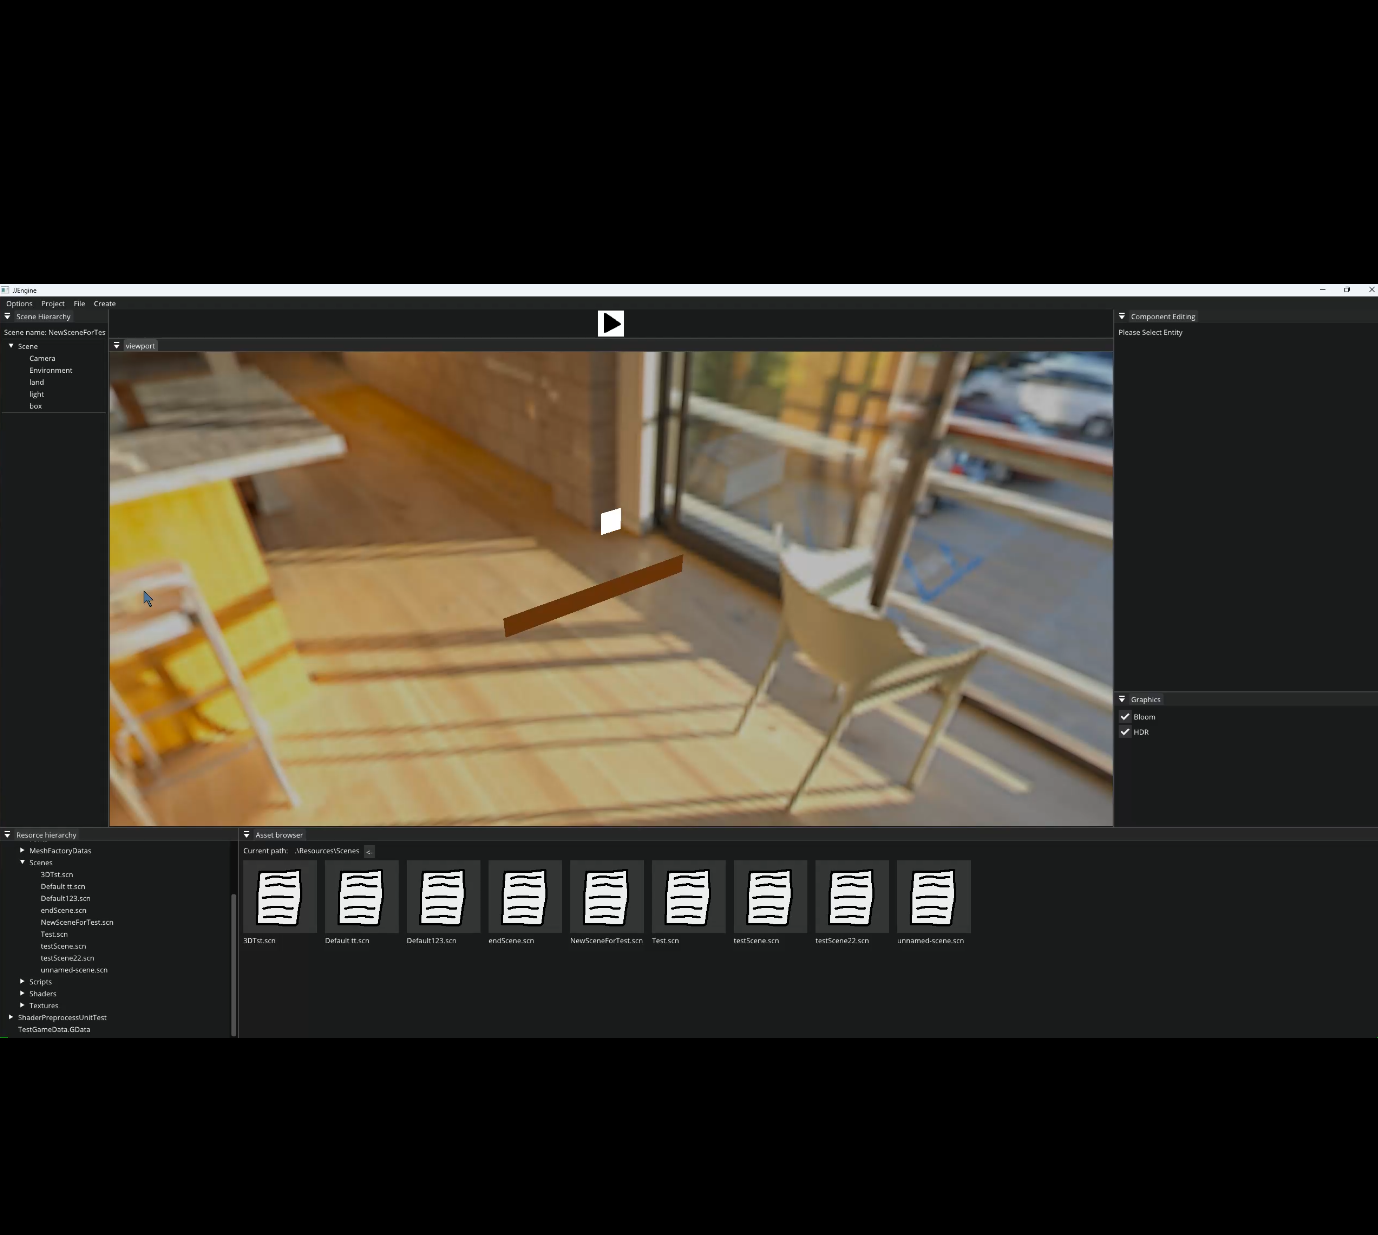 JJEngine
Options Project File Create
Scene Hierarchy
Scene name: NewSceneForTes
Scene
Camera
Environment
land
light
box
viewport
Component Editing
Please Select Entity
Graphics
Bloom
HDR
Resorce hierarchy
MeshFactoryDatas
Scenes
3DTst.scn
Default tt.scn
Default123.scn
endScene.scn
NewSceneForTest.scn
Test.scn
testScene.scn
testScene22.scn
unnamed-scene.scn
Scripts
Shaders
Textures
ShaderPreprocessUnitTest
TestGameData.GData
Asset browser
Current path: .\Resources\Scenes <
3DTst.scn Default tt.scn Default123.scn endScene.scn NewSceneForTest.scn Test.scn testScene.scn testScene22.scn unnamed-scene.scn